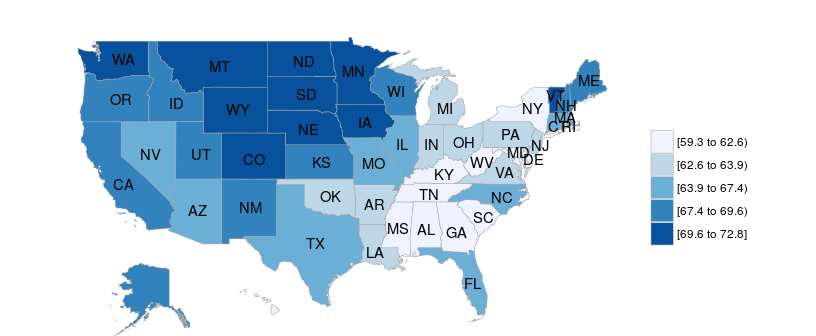 WA
MT
ND
MN
OR
ID
WY
SD
WI
MI
ME
VT
NH
NY
MA
CT
RI
NV
UT
CO
NE
IA
IL
IN
OH
PA
NJ
MD
DE
CA
KS
MO
KY
WV
VA
AZ
NM
OK
AR
TN
NC
SC
TX
LA
MS
AL
GA
FL
[59.3 to 62.6)
[62.6 to 63.9)
[63.9 to 67.4)
[67.4 to 69.6)
[69.6 to 72.8]